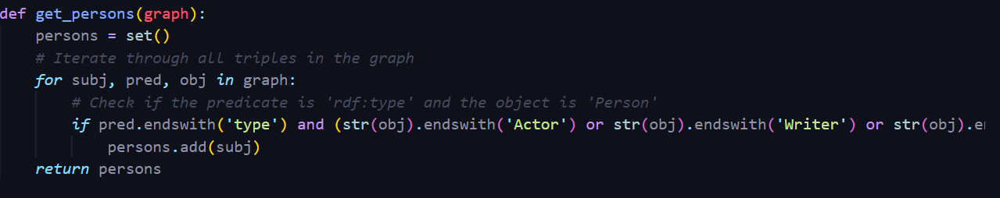 def get_persons(graph):
    persons = set()
    # Iterate through all triples in the graph
    for subj, pred, obj in graph:
        # Check if the predicate is 'rdf:type' and the object is 'Person'
        if pred.endswith('type') and (str(obj).endswith('Actor') or str(obj).endswith('Writer') or str(obj).e
            persons.add(subj)
    return persons